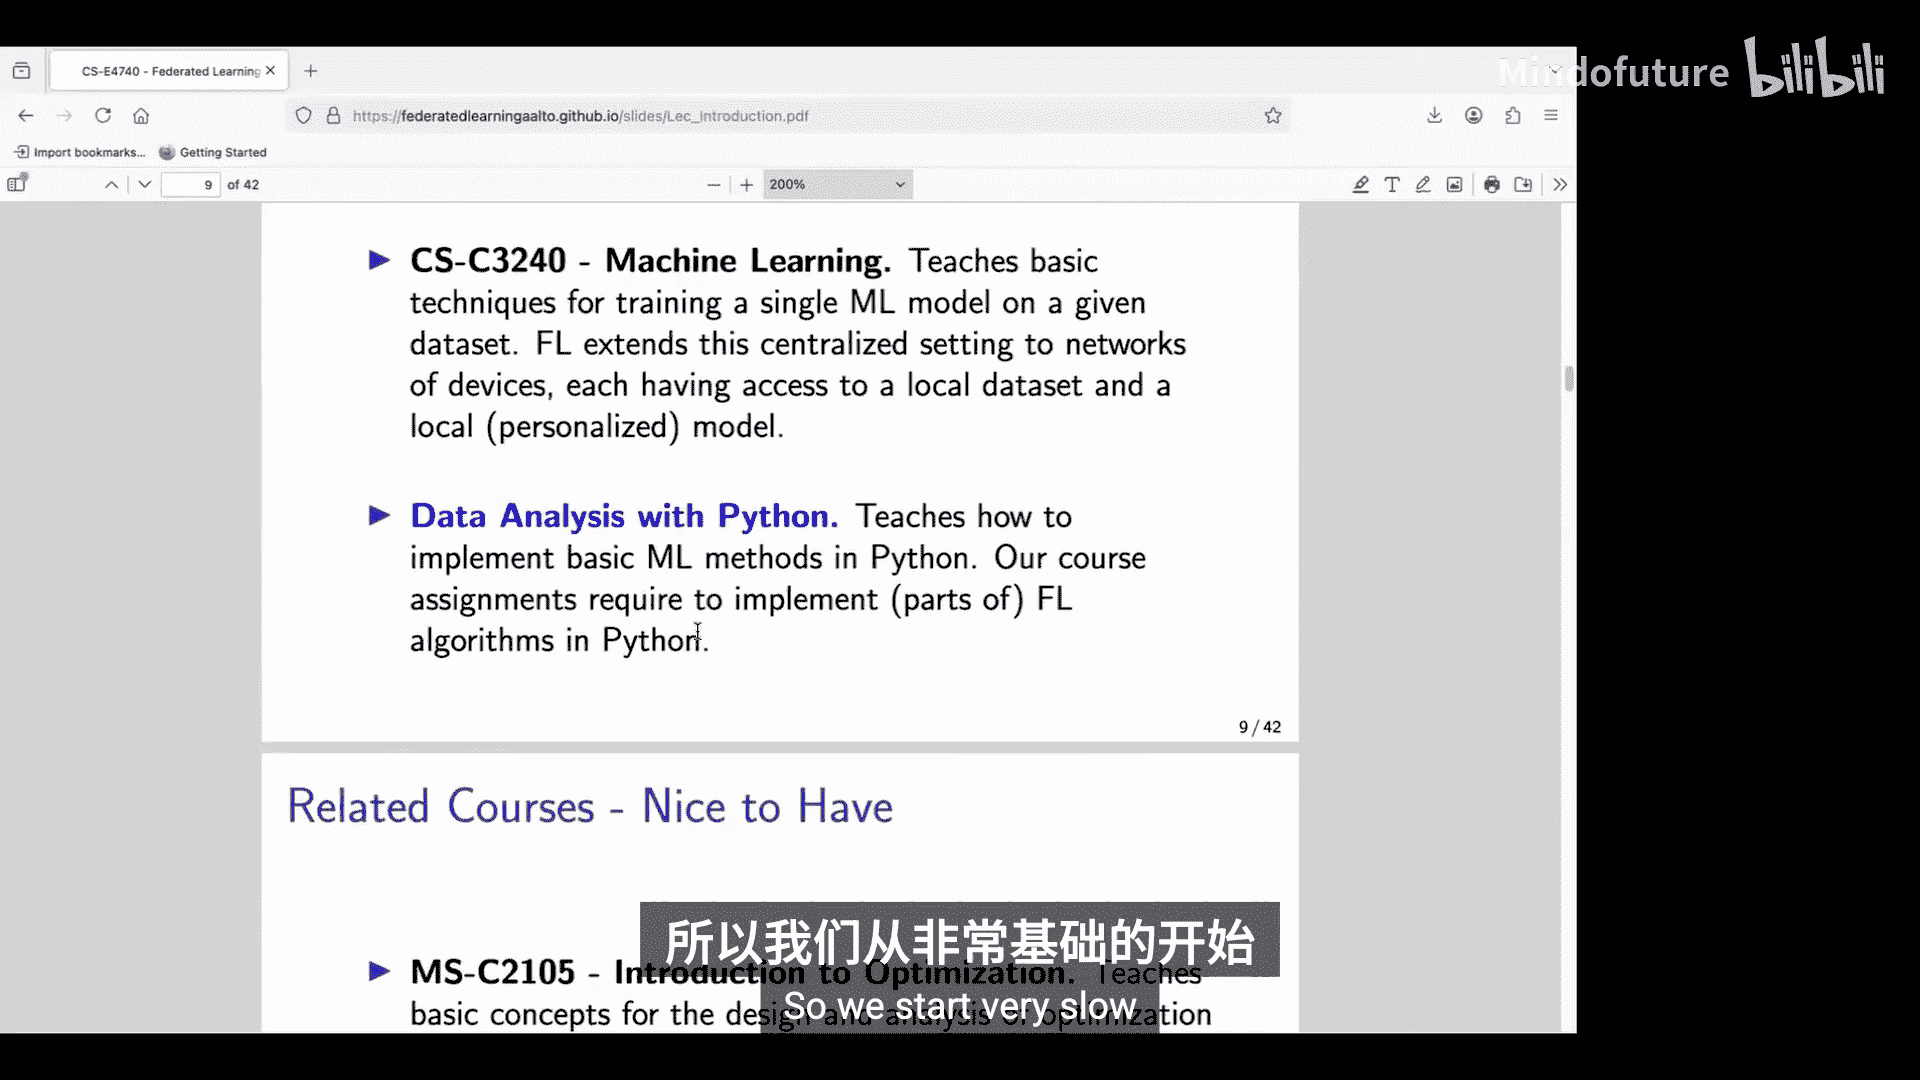 CS-E4740 - Federated Learning
Mindofuture bilibili
https://federatedlearningaalto.github.io/slides/Lec_Introduction.pdf
Import bookmarks... Getting Started
9 of 42 200%
CS-C3240 - Machine Learning. Teaches basic
techniques for training a single ML model on a given
dataset. FL extends this centralized setting to networks
of devices, each having access to a local dataset and a
local (personalized) model.
Data Analysis with Python. Teaches how to
implement basic ML methods in Python. Our course
assignments require to implement (parts of) FL
algorithms in Python.
9 / 42
Related Courses - Nice to Have
所以我们从非常基础的开始
MS-C2105 - Introduction to Optimization. Teaches
So we start very slow
basic concepts for the design and analysis of optimization